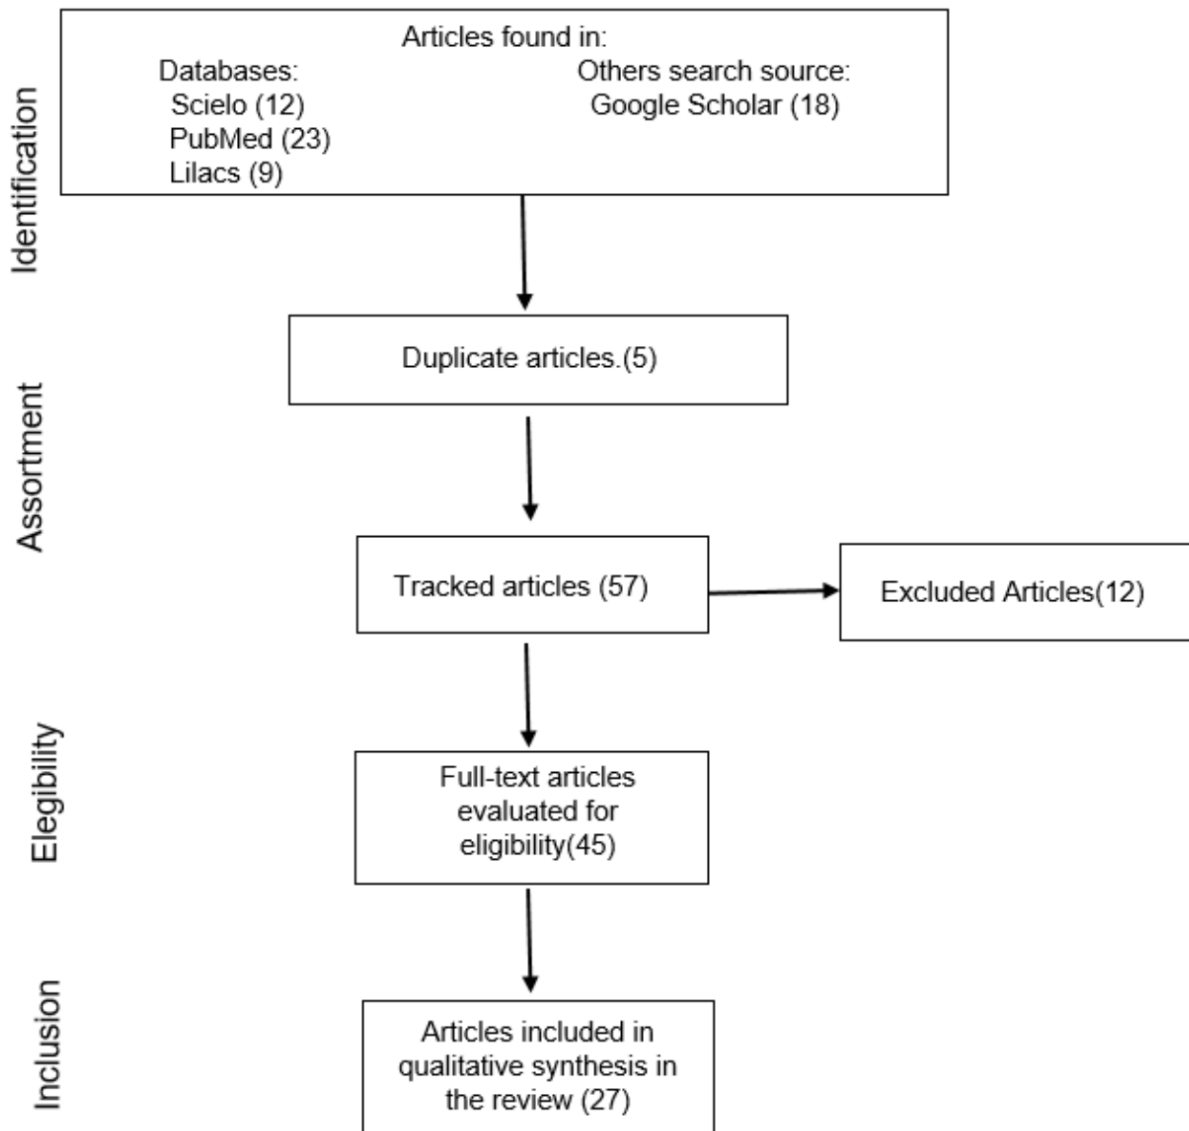 Identification
Articles found in:
Databases:
Scielo (12)
PubMed (23)
Lilacs (9)
Others search source:
Google Scholar (18)
Assortment
Duplicate articles.(5)
Tracked articles (57)
Excluded Articles(12)
Elegibility
Full-text articles
evaluated for
eligibility(45)
Inclusion
Articles included in
qualitative synthesis in
the review (27)